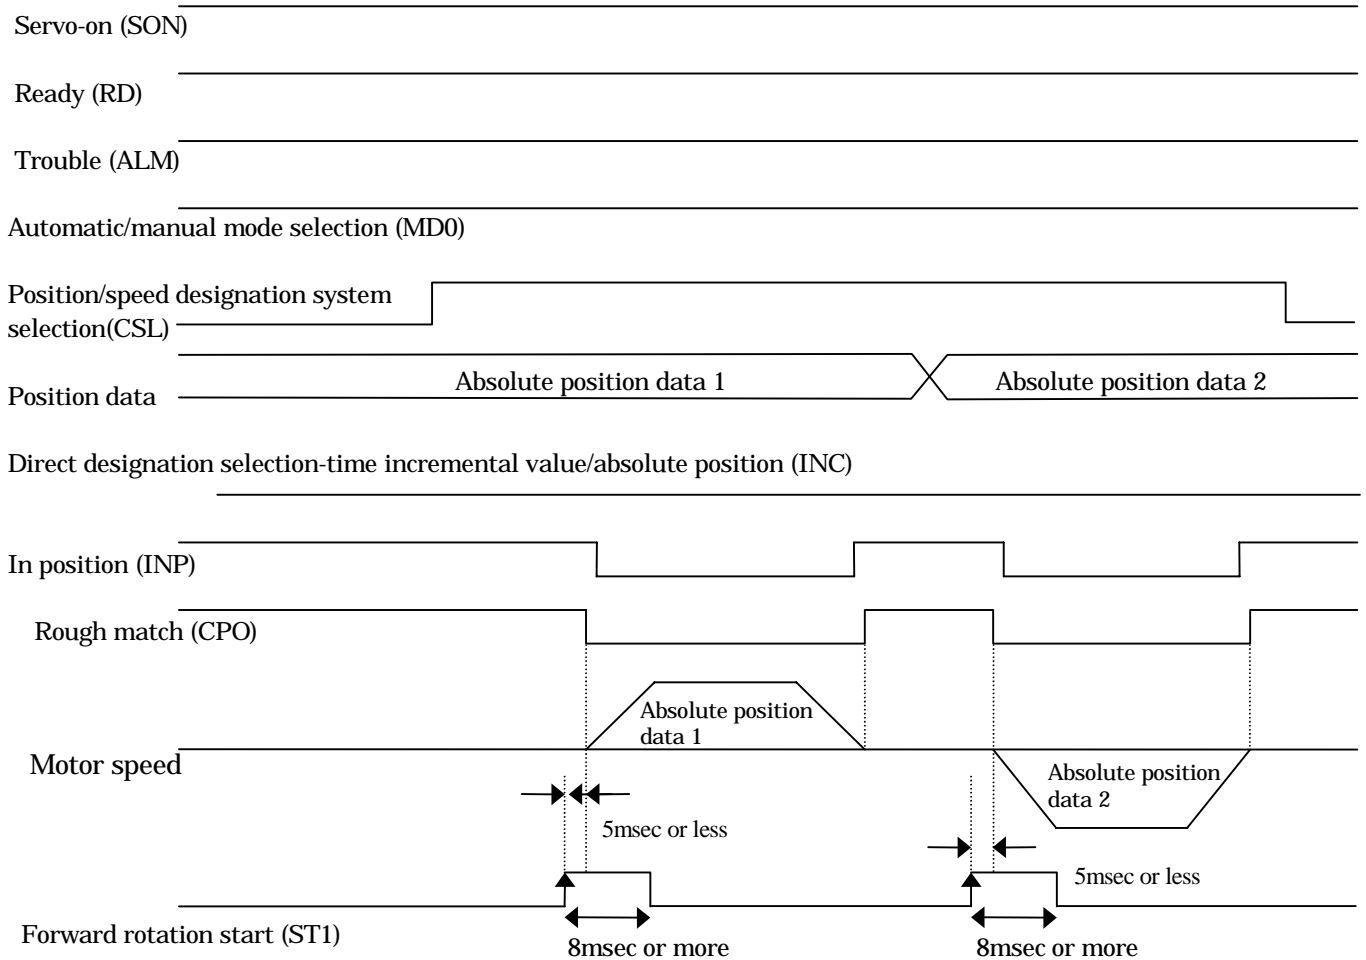 Servo-on (SON)
Ready (RD)
Trouble (ALM)
Automatic/manual mode selection (MD0)
Position/speed designation system
selection(CSL)
Position data
Absolute position data 1
Absolute position data 2
Direct designation selection-time incremental value/absolute position (INC)
In position (INP)
Rough match (CPO)
Absolute position
data 1
Motor speed
Absolute position
data 2
5msec or less
5msec or less
Forward rotation start (ST1)
8msec or more
8msec or more